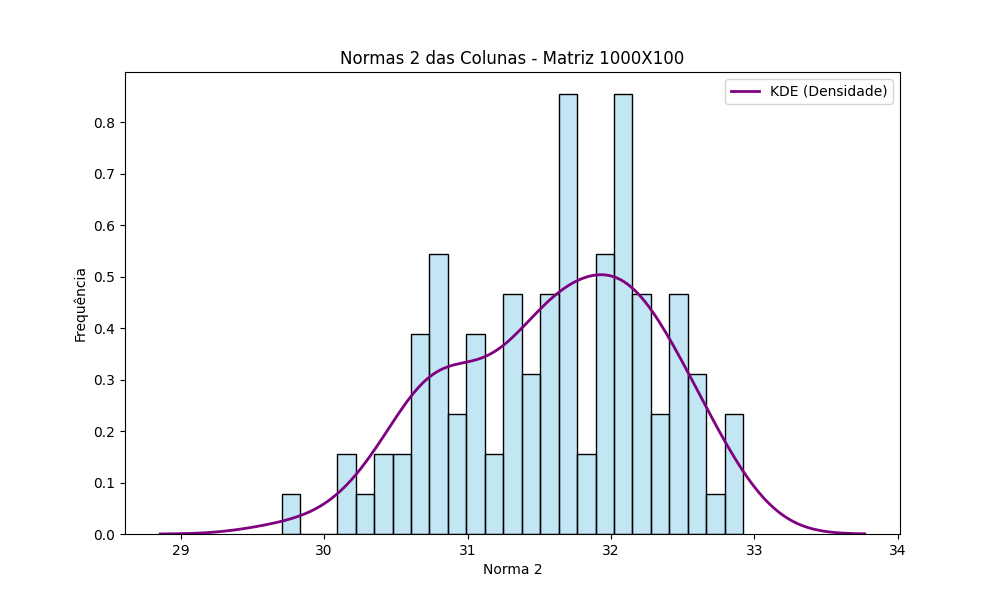 Normas 2 das Colunas - Matriz 1000X100
KDE (Densidade)
Frequência
0.8
0.7
0.6
0.5
0.4
0.3
0.2
0.1
0.0
29 30 31 32 33 34
Norma 2